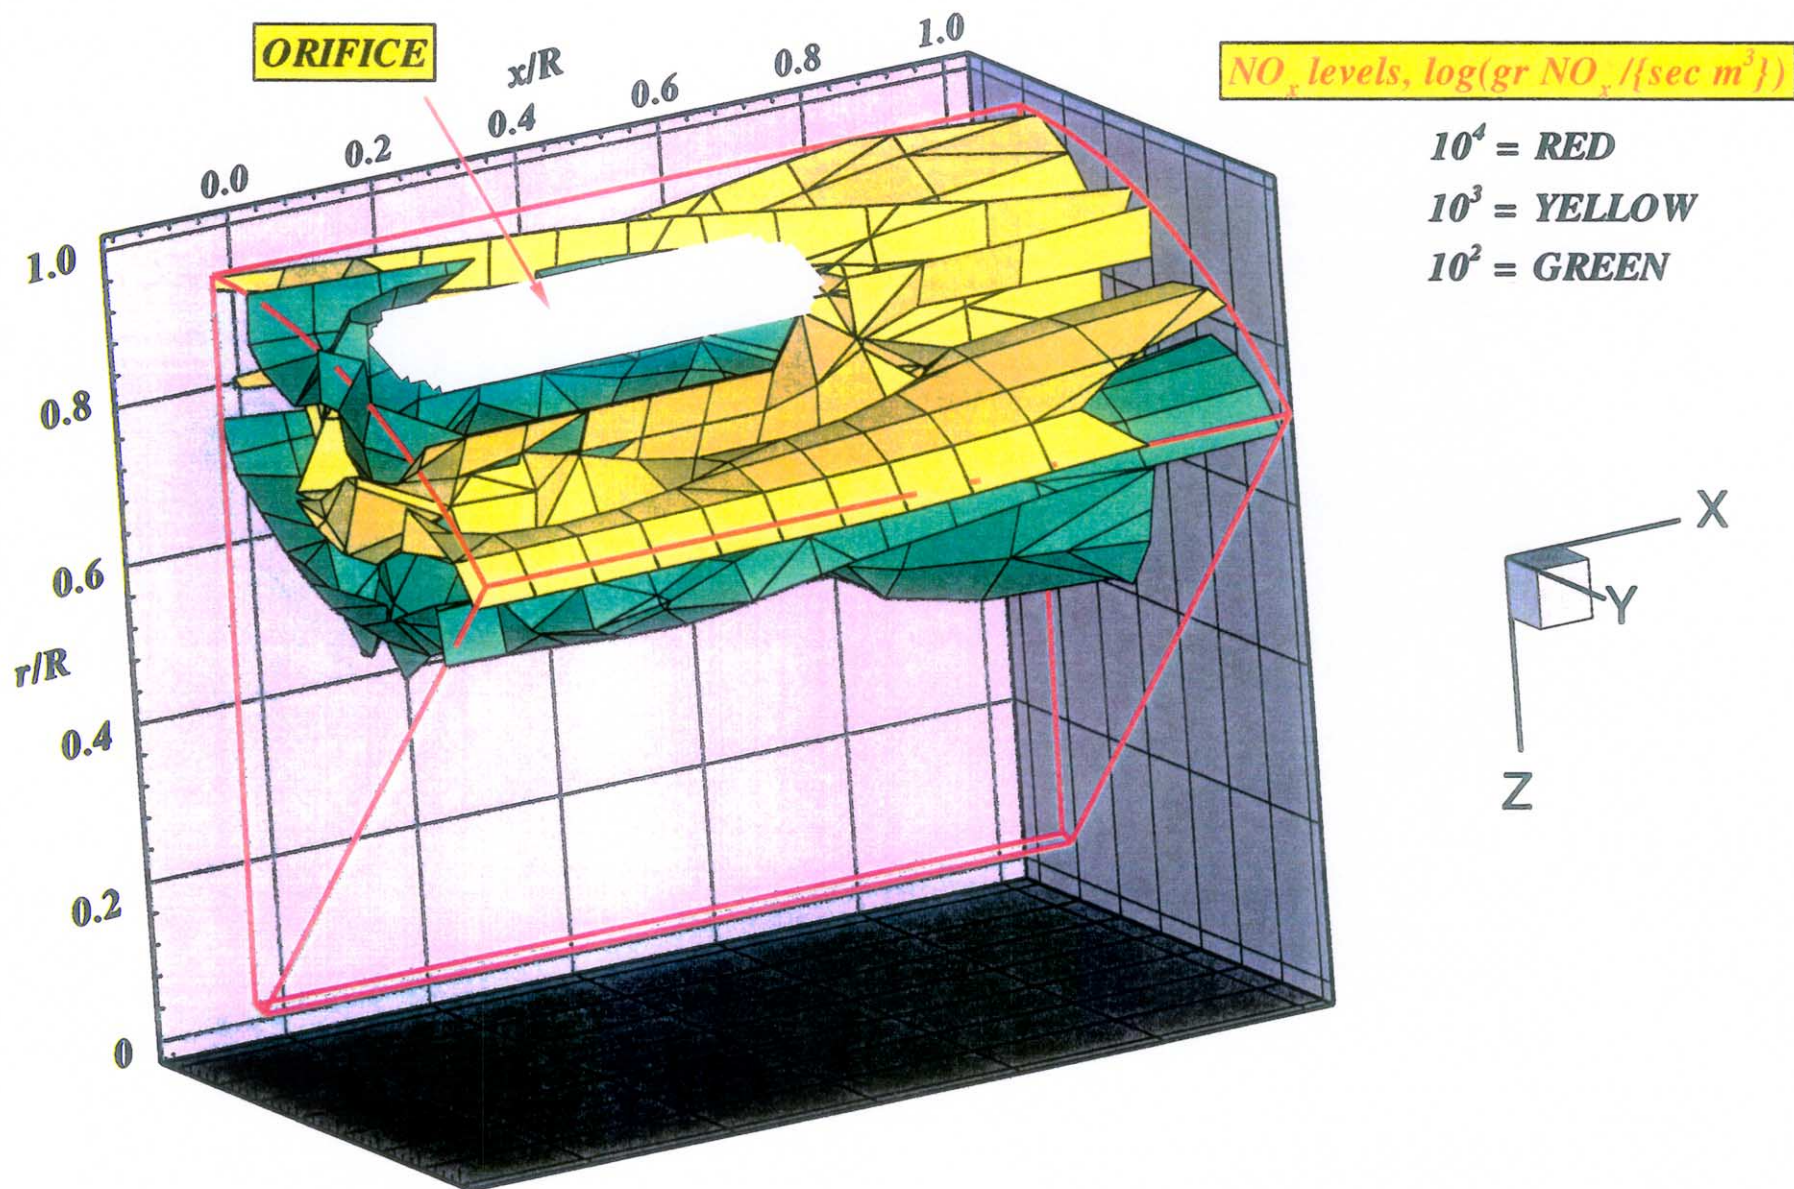 ORIFICE
NOx levels, log(gr NOx/{sec m³})
10⁴ = RED
10³ = YELLOW
10² = GREEN
x/R
0.0
0.2
0.4
0.6
0.8
1.0
1.0
0.8
0.6
0.4
0.2
0
r/R
X
Y
Z